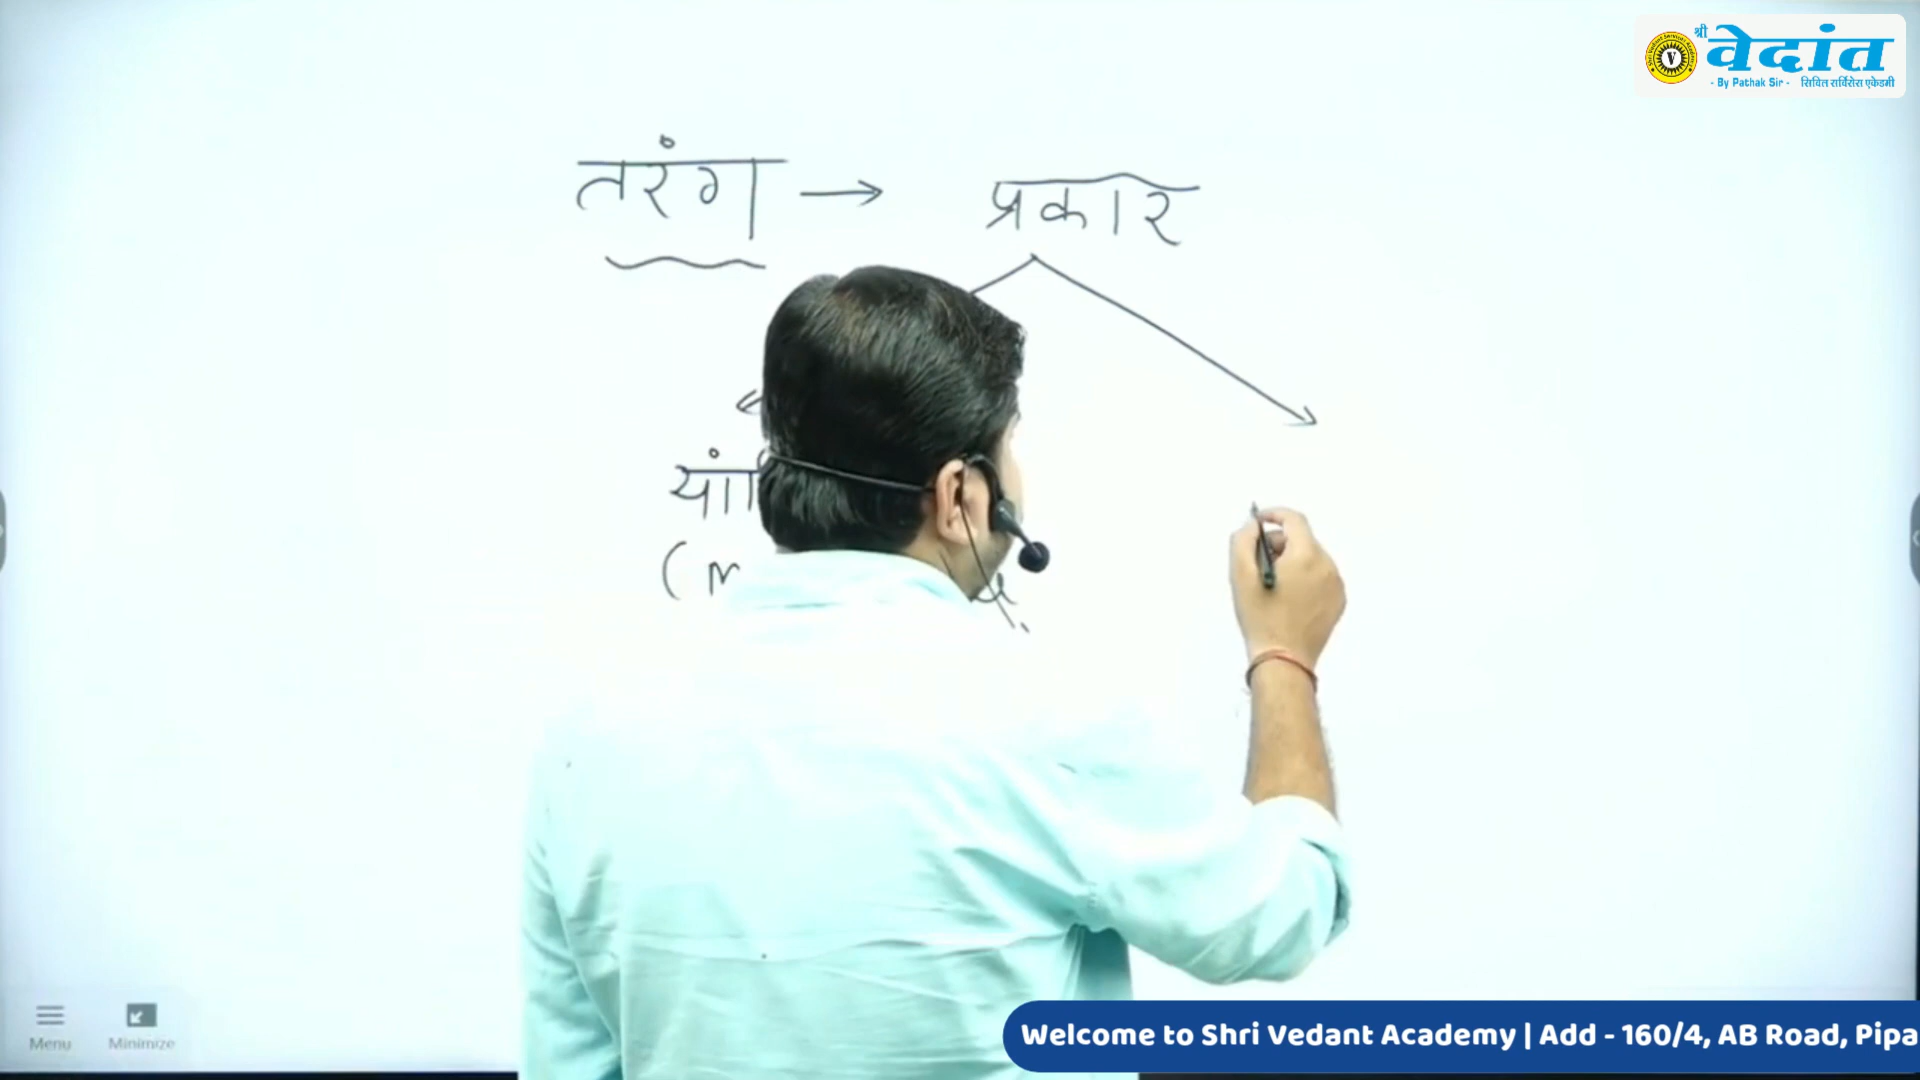 श्री वेदांत
- By Pathak Sir - सिविल सर्विसेस एकेडमी
तरंग → प्रकार
Menu Minimize
Welcome to Shri Vedant Academy | Add - 160/4, AB Road, Pipa